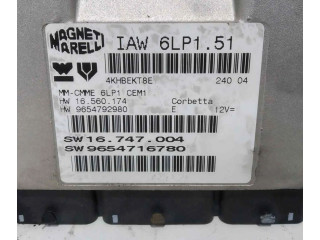 MAGNETI MARELLI
IAW 6LP1.51
4KHBEKT8E 240 04
MM-CMME 6LP1 CEM1
HW 16.560.174 Corbetta
HW 9654792980 E 12V=
SW 16.747.004
SW 9654716780